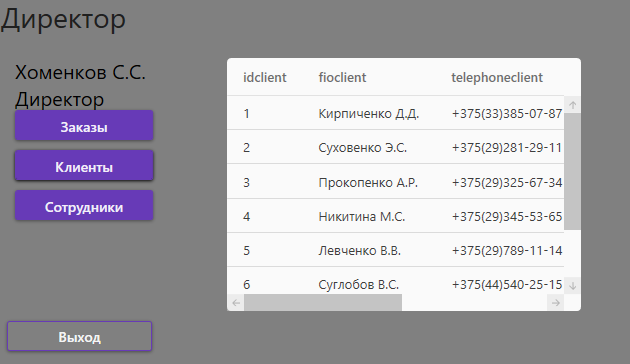 Директор
Хоменков С.С.
Директор
Заказы
Клиенты
Сотрудники
Выход
idclient fioclient telephoneclient
1 Кирпиченко Д.Д. +375(33)385-07-87
2 Суховенко Э.С. +375(29)281-29-11
3 Прокопенко А.Р. +375(29)325-67-34
4 Никитина М.С. +375(29)345-53-65
5 Левченко В.В. +375(29)789-11-14
6 Суглобов В.С. +375(44)540-25-15